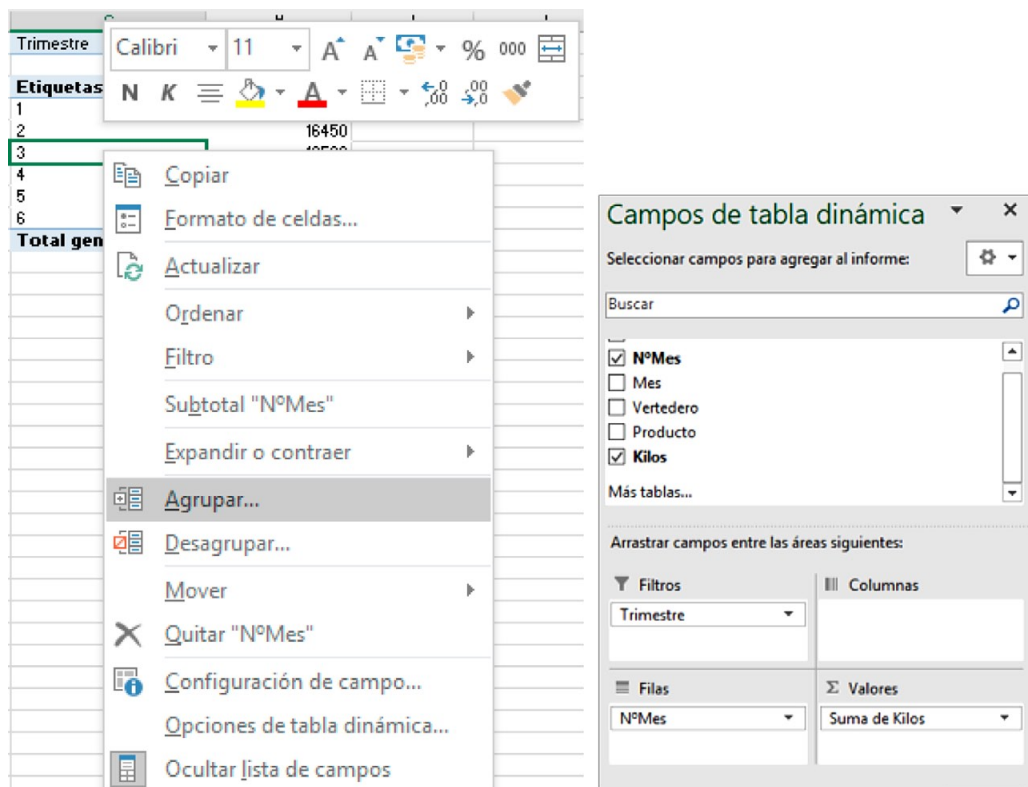 Trimestre
Calibri 11 A A % 000
Etiquetas
N K A ,00 ,00
1
2 16450
3
4
5
6
Total gen
Copiar
Formato de celdas...
Actualizar
Ordenar
Filtro
Subtotal "NºMes"
Expandir o contraer
Agrupar...
Desagrupar...
Mover
Quitar "NºMes"
Configuración de campo...
Opciones de tabla dinámica...
Ocultar lista de campos
Campos de tabla dinámica
Seleccionar campos para agregar al informe:
Buscar
NºMes
Mes
Vertedero
Producto
Kilos
Más tablas...
Arrastrar campos entre las áreas siguientes:
Filtros
Trimestre
Columnas
Filas
NºMes
Σ Valores
Suma de Kilos